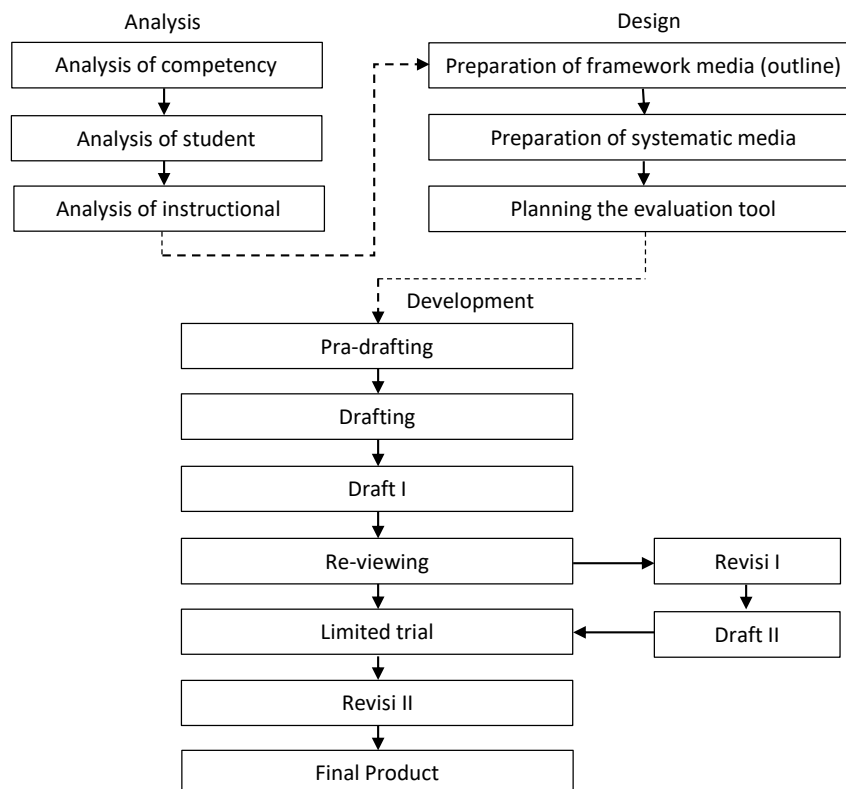 Analysis
Analysis of competency
Analysis of student
Analysis of instructional
Design
Preparation of framework media (outline)
Preparation of systematic media
Planning the evaluation tool
Development
Pra-drafting
Drafting
Draft I
Re-viewing
Revisi I
Limited trial
Draft II
Revisi II
Final Product